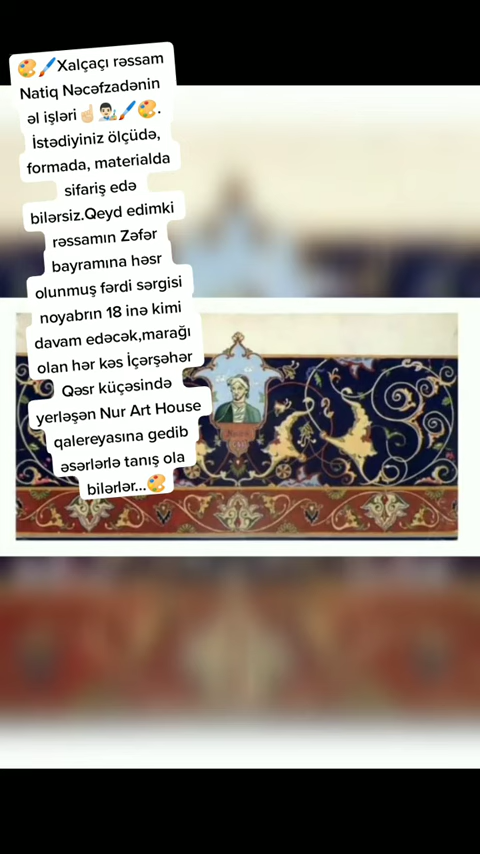 🎨🖌️Xalçaçı rəssam
Natiq Nəcəfzadənin
əl işləri☝🏻👨🏻‍🎨🖌️🎨.
İstədiyiniz ölçüdə,
formada, materialda
sifariş edə
bilərsiz.Qeyd edimki
rəssamın Zəfər
bayramına həsr
olunmuş fərdi sərgisi
noyabrın 18 inə kimi
davam edəcək,marağı
olan hər kəs İçərşəhər
Qəsr küçəsində
yerləşən Nur Art House
qalereyasına gedib
əsərlərlə tanış ola
bilərlər...🎨